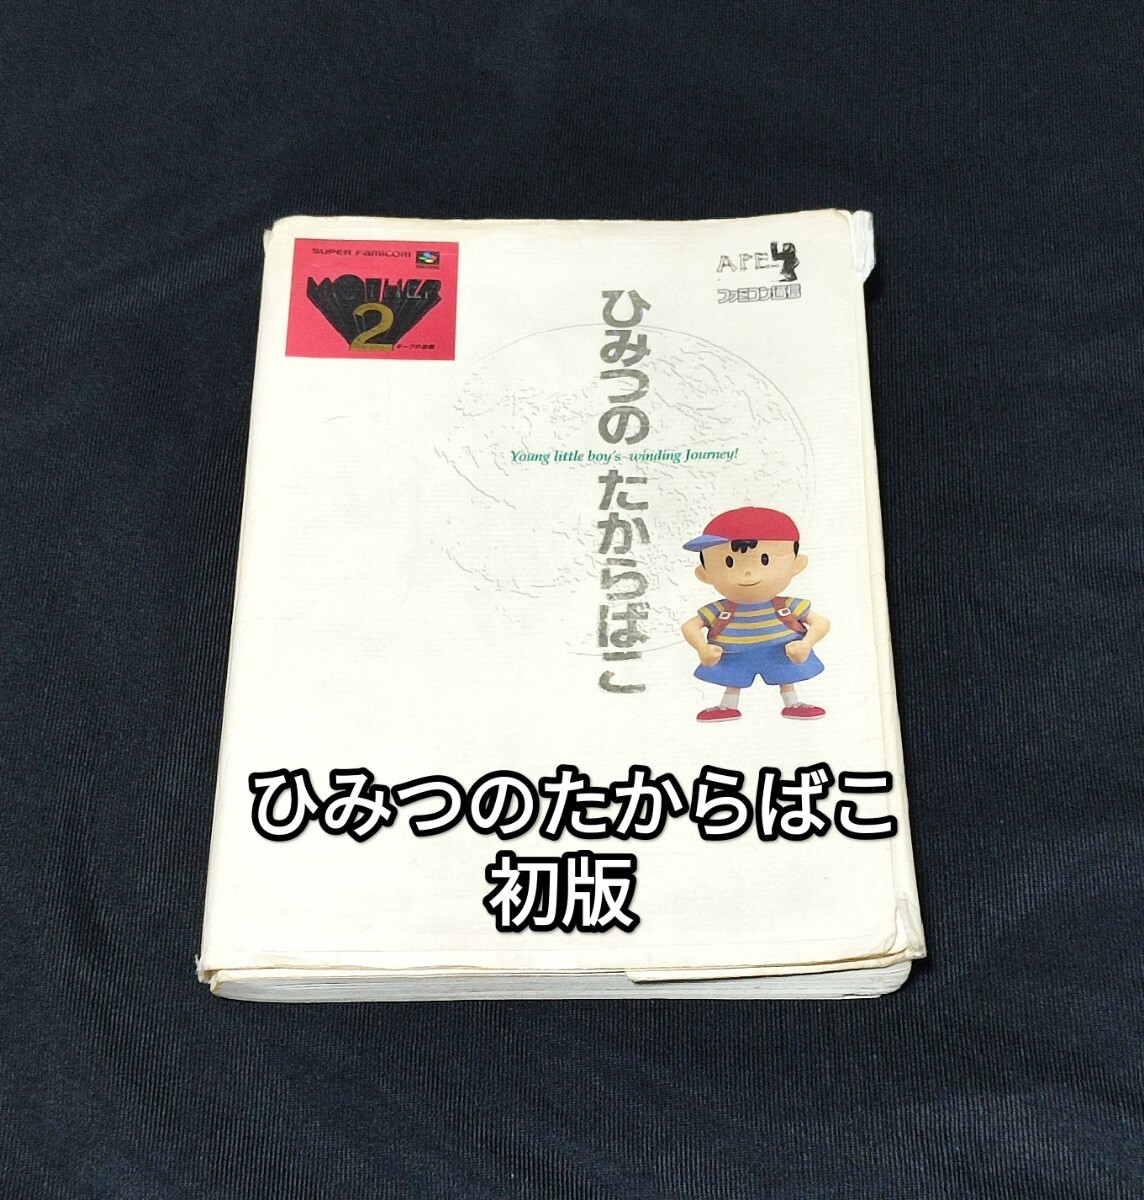 SUPER FAMICOM
MOTHER
2
ギーグの逆襲
APE
ファミコン通信
ひみつの たからばこ
Young little boy's winding Journey!
ひみつのたからばこ
初版